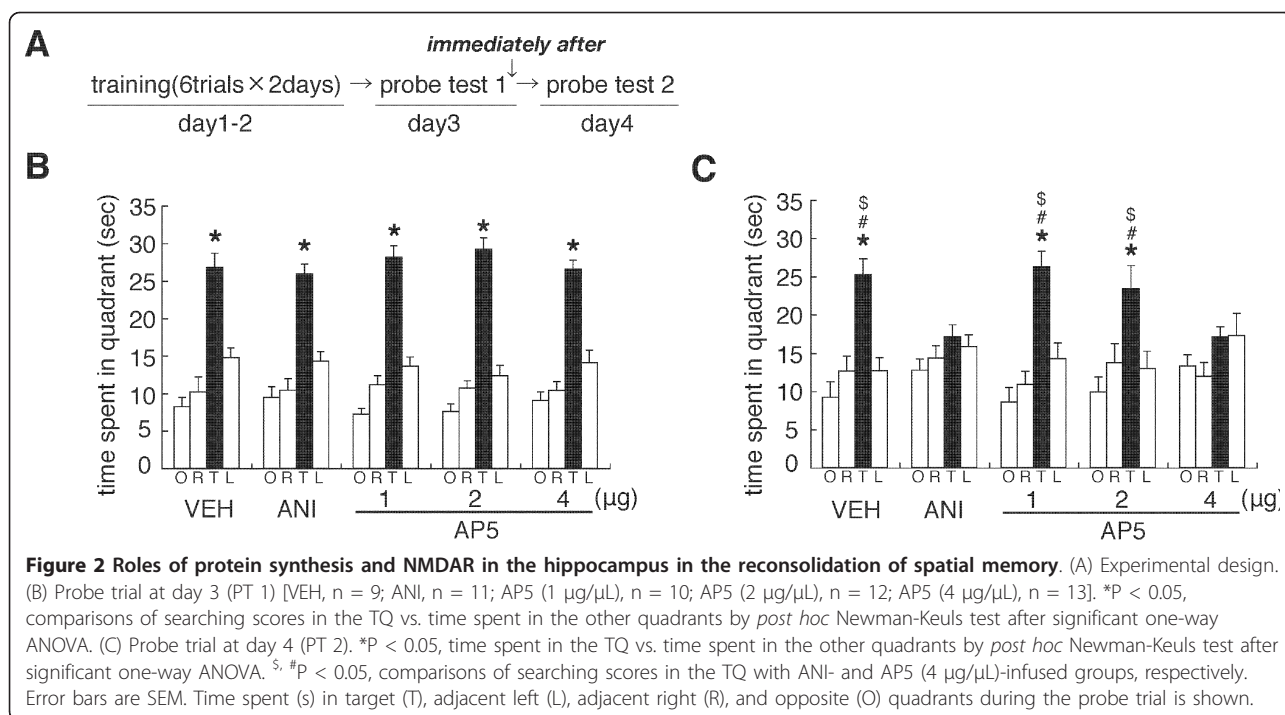 A
immediately after
↓
training(6trials×2days) → probe test 1 → probe test 2
day1-2 day3 day4
B
time spent in quadrant (sec)
35
30
25
20
15
10
5
0
* * * * *
O R T L O R T L O R T L O R T L O R T L
VEH ANI 1 2 4 (μg)
AP5
C
time spent in quadrant (sec)
35
30
25
20
15
10
5
0
$ $ $
# # #
* * *
O R T L O R T L O R T L O R T L O R T L
VEH ANI 1 2 4 (μg)
AP5
Figure 2 Roles of protein synthesis and NMDAR in the hippocampus in the reconsolidation of spatial memory. (A) Experimental design.
(B) Probe trial at day 3 (PT 1) [VEH, n = 9; ANI, n = 11; AP5 (1 μg/μL), n = 10; AP5 (2 μg/μL), n = 12; AP5 (4 μg/μL), n = 13]. *P < 0.05,
comparisons of searching scores in the TQ vs. time spent in the other quadrants by post hoc Newman-Keuls test after significant one-way
ANOVA. (C) Probe trial at day 4 (PT 2). *P < 0.05, time spent in the TQ vs. time spent in the other quadrants by post hoc Newman-Keuls test after
significant one-way ANOVA. $, #P < 0.05, comparisons of searching scores in the TQ with ANI- and AP5 (4 μg/μL)-infused groups, respectively.
Error bars are SEM. Time spent (s) in target (T), adjacent left (L), adjacent right (R), and opposite (O) quadrants during the probe trial is shown.